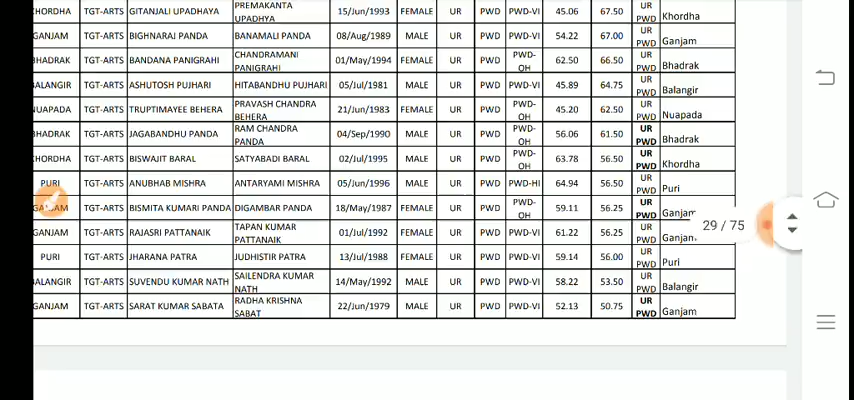 KHORDHA TGT-ARTS GITANJALI UPADHAYA PREMAKANTA UPADHYA 15/Jun/1993 FEMALE UR PWD PWD-VI 45.06 67.50 UR PWD Khordha
GANJAM TGT-ARTS BIGHNARAJ PANDA BANAMALI PANDA 08/Aug/1989 MALE UR PWD PWD-VI 54.22 67.00 UR PWD Ganjam
BHADRAK TGT-ARTS BANDANA PANIGRAHI CHANDRAMANI PANIGRAHI 01/May/1994 FEMALE UR PWD PWD-OH 62.50 66.50 UR PWD Bhadrak
BALANGIR TGT-ARTS ASHUTOSH PUJHARI HITABANDHU PUJHARI 05/Jul/1981 MALE UR PWD PWD-VI 45.89 64.75 UR PWD Balangir
NUAPADA TGT-ARTS TRUPTIMAYEE BEHERA PRAVASH CHANDRA BEHERA 21/Jun/1983 FEMALE UR PWD PWD-OH 45.20 62.50 UR PWD Nuapada
BHADRAK TGT-ARTS JAGABANDHU PANDA RAM CHANDRA PANDA 04/Sep/1990 MALE UR PWD PWD-OH 56.06 61.50 UR PWD Bhadrak
KHORDHA TGT-ARTS BISWAJIT BARAL SATYABADI BARAL 02/Jul/1995 MALE UR PWD PWD-OH 63.78 56.50 UR PWD Khordha
PURI TGT-ARTS ANUBHAB MISHRA ANTARYAMI MISHRA 05/Jun/1996 MALE UR PWD PWD-HI 64.94 56.50 UR PWD Puri
GANJAM TGT-ARTS BISMITA KUMARI PANDA DIGAMBAR PANDA 18/May/1987 FEMALE UR PWD PWD-OH 59.11 56.25 UR PWD Ganjam
GANJAM TGT-ARTS RAJASRI PATTANAIK TAPAN KUMAR PATTANAIK 01/Jul/1992 FEMALE UR PWD PWD-VI 61.22 56.25 UR PWD Ganjam
29 / 75
PURI TGT-ARTS JHARANA PATRA JUDHISTIR PATRA 13/Jul/1988 FEMALE UR PWD PWD-VI 59.14 56.00 UR PWD Puri
BALANGIR TGT-ARTS SUVENDU KUMAR NATH SAILENDRA KUMAR NATH 14/May/1992 MALE UR PWD PWD-VI 58.22 53.50 UR PWD Balangir
GANJAM TGT-ARTS SARAT KUMAR SABATA RADHA KRISHNA SABAT 22/Jun/1979 MALE UR PWD PWD-VI 52.13 50.75 UR PWD Ganjam